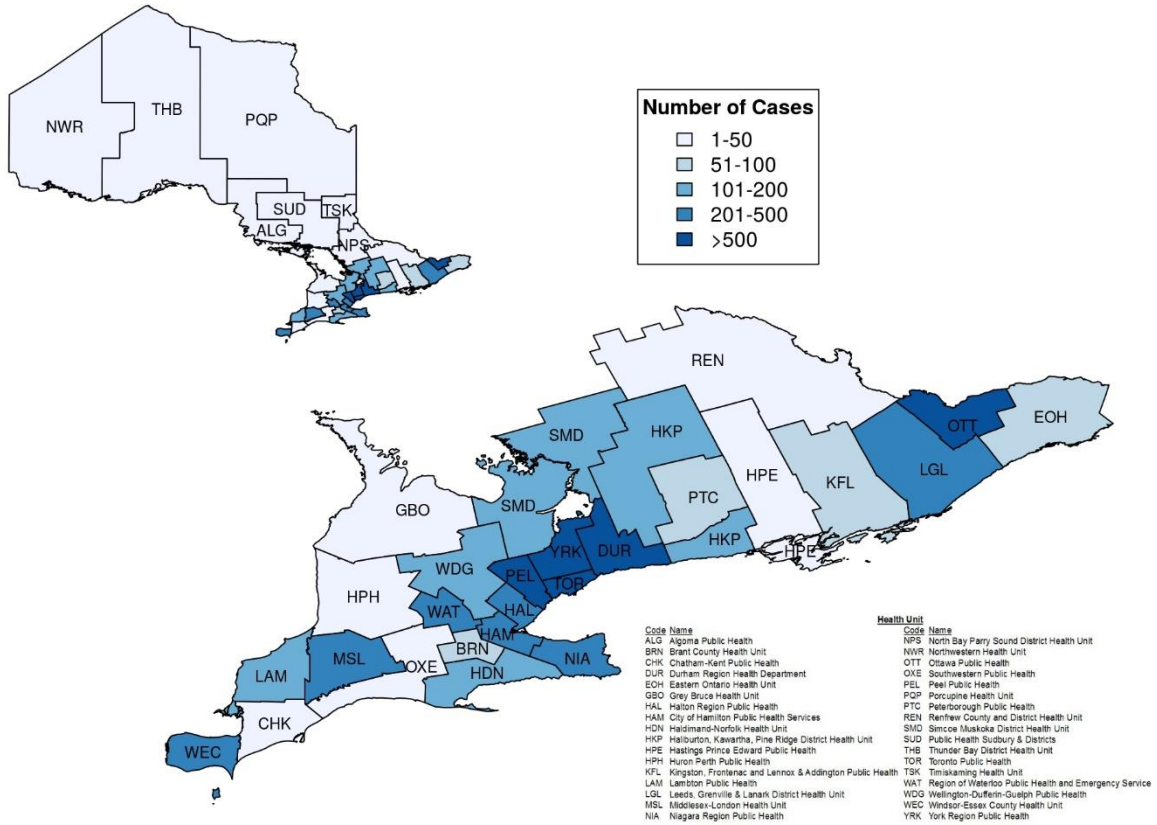 NWR
THB
PQP
SUD
TSK
ALG
NPS
Number of Cases
1-50
51-100
101-200
201-500
>500
REN
SMD
HKP
OTT
EOH
LGL
HPE
KFL
PTC
GBO
SMD
YRK
DUR
HKP
HPE
WDG
PEL
TOR
HPH
WAT
HAL
HAM
BRN
MSL
OXE
NIA
LAM
HDN
CHK
WEC
Health Unit
Code Name
ALG Algoma Public Health
BRN Brant County Health Unit
CHK Chatham-Kent Public Health
DUR Durham Region Health Department
EOH Eastern Ontario Health Unit
GBO Grey Bruce Health Unit
HAL Halton Region Public Health
HAM City of Hamilton Public Health Services
HDN Haldimand-Norfolk Health Unit
HKP Haliburton, Kawartha, Pine Ridge District Health Unit
HPE Hastings Prince Edward Public Health
HPH Huron Perth Public Health
KFL Kingston, Frontenac and Lennox & Addington Public Health
LAM Lambton Public Health
LGL Leeds, Grenville & Lanark District Health Unit
MSL Middlesex-London Health Unit
NIA Niagara Region Public Health
Code Name
NPS North Bay Parry Sound District Health Unit
NWR Northwestern Health Unit
OTT Ottawa Public Health
OXE Southwestern Public Health
PEL Peel Public Health
PQP Porcupine Health Unit
PTC Peterborough Public Health
REN Renfrew County and District Health Unit
SMD Simcoe Muskoka District Health Unit
SUD Public Health Sudbury & Districts
THB Thunder Bay District Health Unit
TOR Toronto Public Health
TSK Timiskaming Health Unit
WAT Region of Waterloo Public Health and Emergency Service
WDG Wellington-Dufferin-Guelph Public Health
WEC Windsor-Essex County Health Unit
YRK York Region Public Health